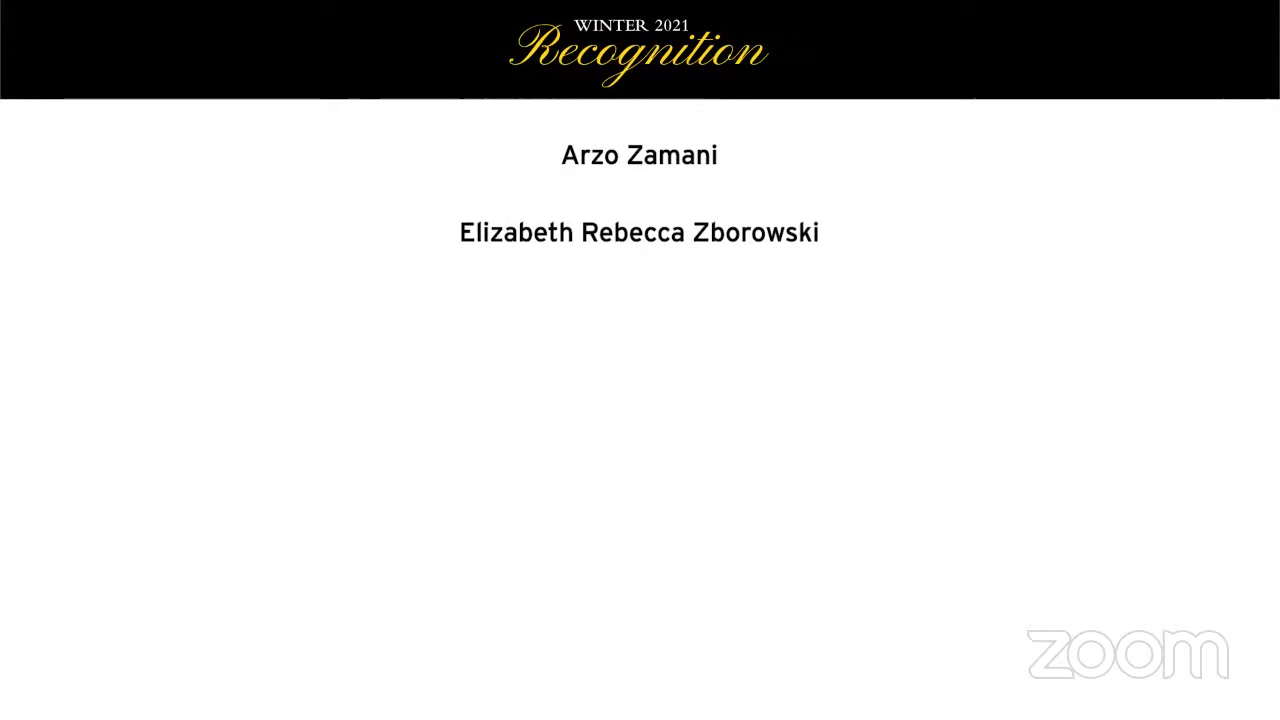 WINTER 2021
Recognition
Arzo Zamani
Elizabeth Rebecca Zborowski
zoom